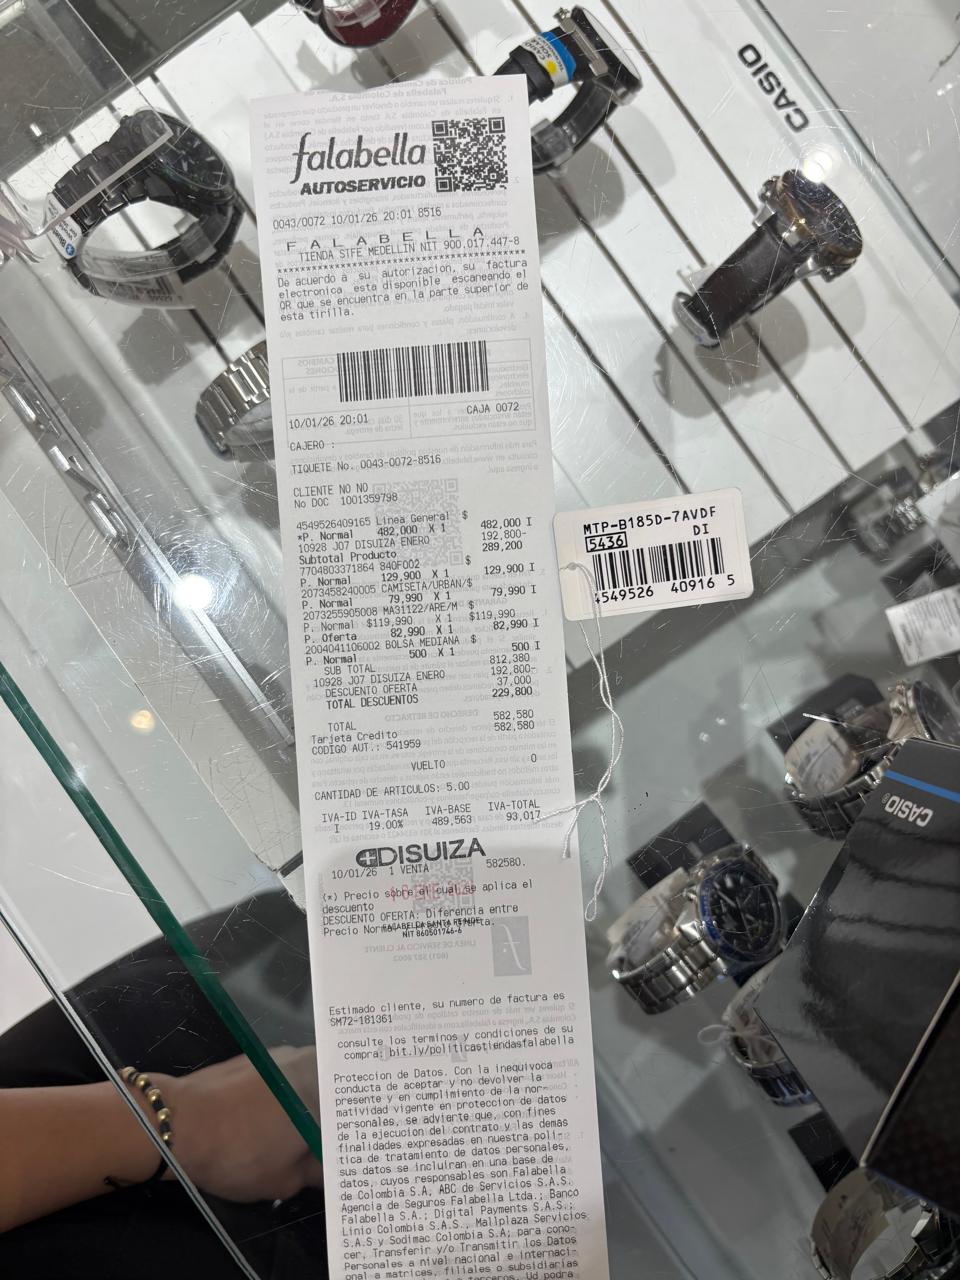 falabella
AUTOSERVICIO
0043/0072 10/01/26 20:01 8516
F A L A B E L L A
TIENDA STFE MEDELLIN NIT 900.017.447-8
De acuerdo a su autorizacion, su factura
electronica esta disponible escaneando el
QR que se encuentra en la parte superior de
esta tirilla.
10/01/26 20:01 CAJA 0072
CAJERO :
TIQUETE No. 0043-0072-8516
CLIENTE NO NO
No DOC 1001359798
4549526409165 Linea General $
*P. Normal 482,000 X 1 482,000 I
10928 J07 DISUIZA ENERO 192,800-
Subtotal Producto 289,200
7704803371864 840F002 $
P. Normal 129,900 X 1 129,900 I
2073458240005 CAMISETA/URBAN/$
P. Normal 79,990 X 1 79,990 I
2073255905008 MA31122/ARE/M $
P. Normal $119,990 X 1 $119,990
P. Oferta 82,990 X 1 82,990 I
2004041106002 BOLSA MEDIANA $
P. Normal 500 X 1 500 I
SUB TOTAL 812,380
10928 J07 DISUIZA ENERO 192,800-
DESCUENTO OFERTA 37,000
TOTAL DESCUENTOS 229,800
TOTAL 582,580
Tarjeta Credito 582,580
CODIGO AUT.: 541959
VUELTO 0
CANTIDAD DE ARTICULOS: 5.00
IVA-ID IVA-TASA IVA-BASE IVA-TOTAL
I 19.00% 489,563 93,017
DISUIZA
10/01/26 1 VENTA 582580.
(*) Precio sobre el cual se aplica el
descuento
DESCUENTO OFERTA: Diferencia entre
Precio Normal
FALABELLA SANTA FE
NIT 860501746-6
Estimado cliente, su numero de factura es
SM72-181361
consulte los terminos y condiciones de su
compra: bit.ly/politicastiendasfalabella
Proteccion de Datos. Con la inequivoca
conducta de aceptar y no devolver la
presente y en cumplimiento de la nor-
matividad vigente en proteccion de datos
personales, se advierte que, con fines
de la ejecucion del contrato y las demas
finalidades expresadas en nuestra poli-
tica de tratamiento de datos personales,
sus datos se incluiran en una base de
datos, cuyos responsables son Falabella
de Colombia S.A, ABC de Servicios S.A.S.
Agencia de Seguros Falabella Ltda.; Banco
Falabella S.A.; Digital Payments S.A.S.;
Linio Colombia S.A.S., Mallplaza Servicios
S.A.S y Sodimac Colombia S.A; para cono-
cer, Transferir y/o Transmitir los Datos
Personales a nivel nacional e internaci-
onal a matrices, filiales o subsidiarias
terceros. Ud podra
MTP-B185D-7AVDF
5436 DI
4549526 40916 5
CASIO
CASIO
CASIO